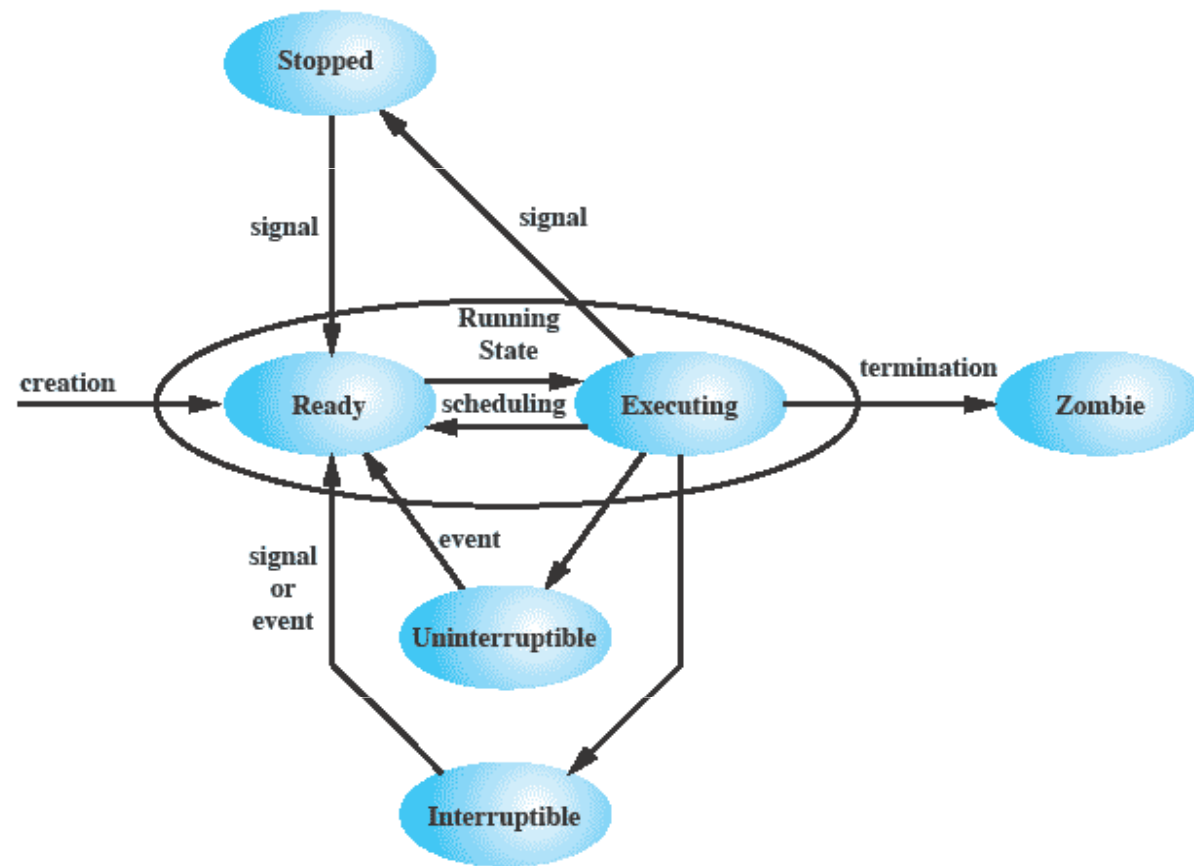 Stopped
signal
signal
Running
State
creation
Ready
scheduling
Executing
termination
Zombie
event
signal
or
event
Uninterruptible
Interruptible